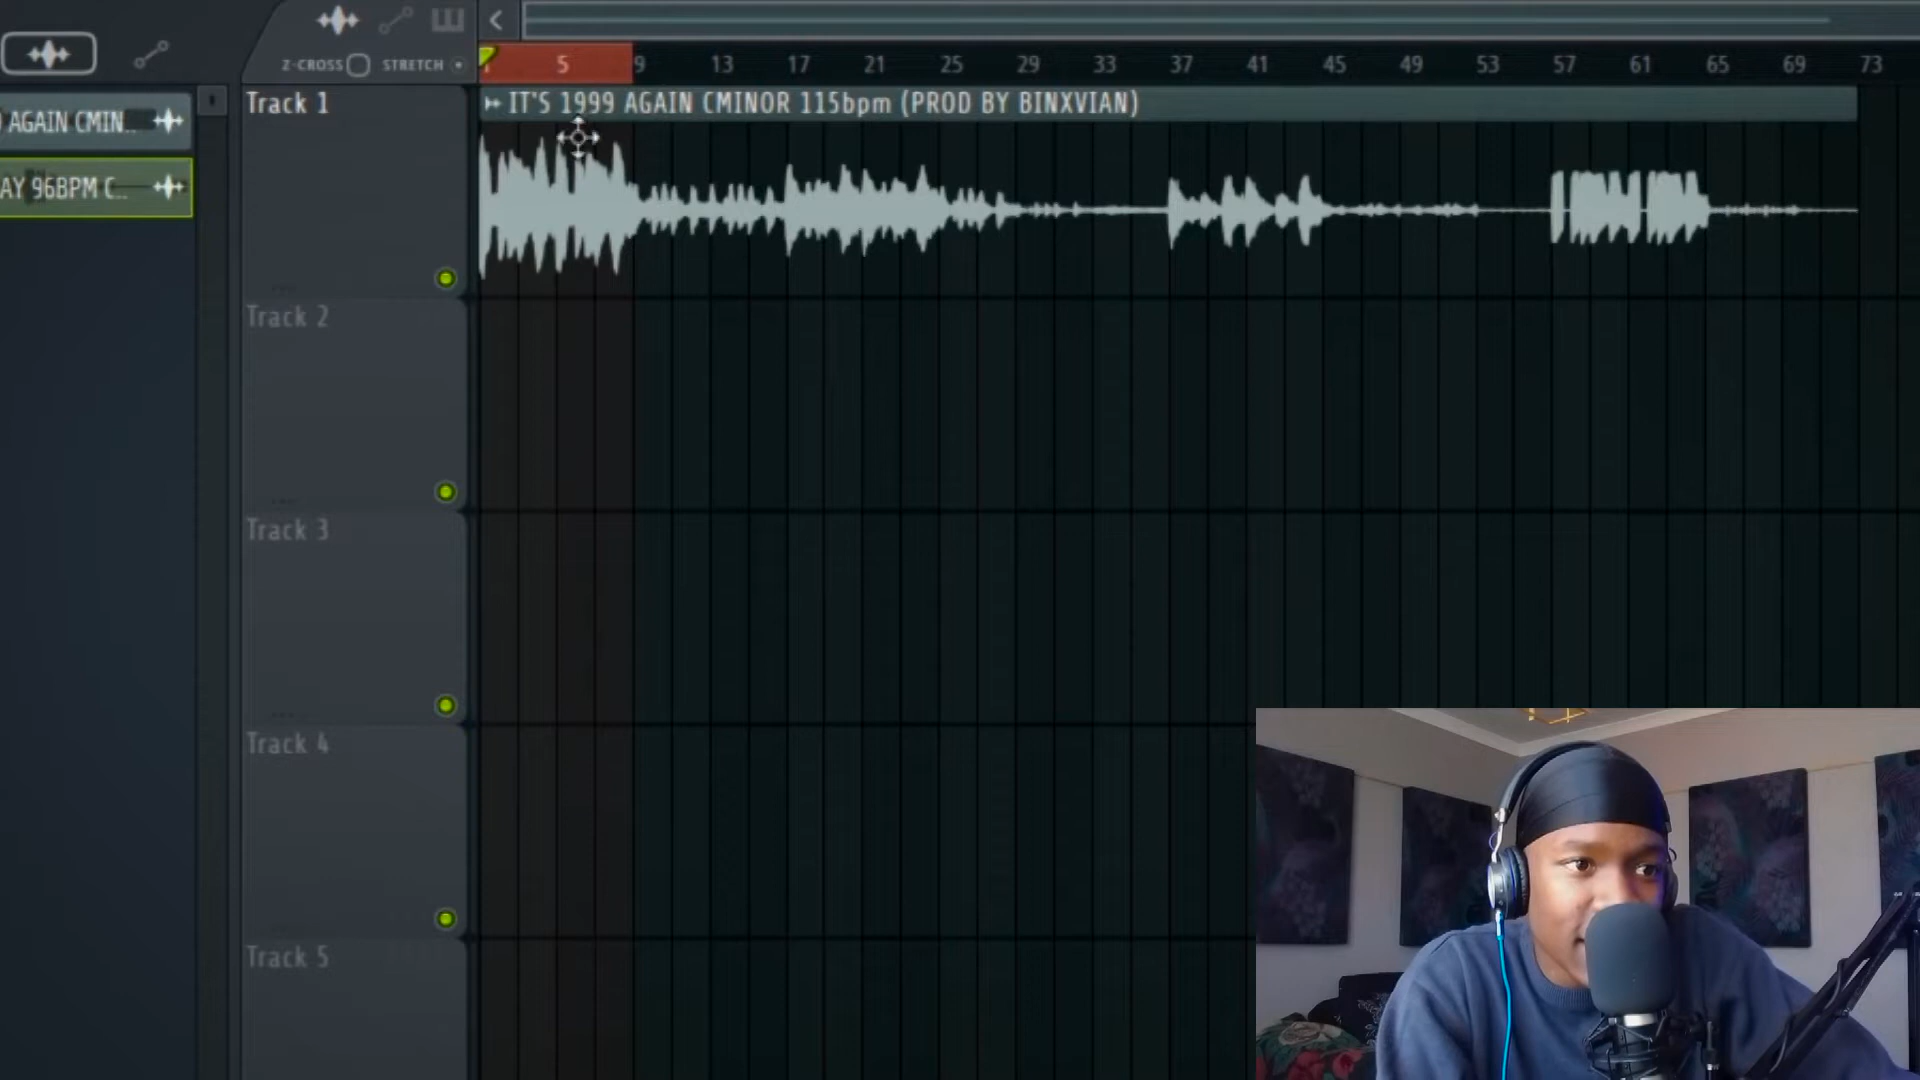 Z-CROSS STRETCH
5 9 13 17 21 25 29 33 37 41 45 49 53 57 61 65 69 73
AGAIN CMIN..
AY 96BPM C..
Track 1
IT'S 1999 AGAIN CMINOR 115bpm (PROD BY BINXVIAN)
Track 2
Track 3
Track 4
Track 5